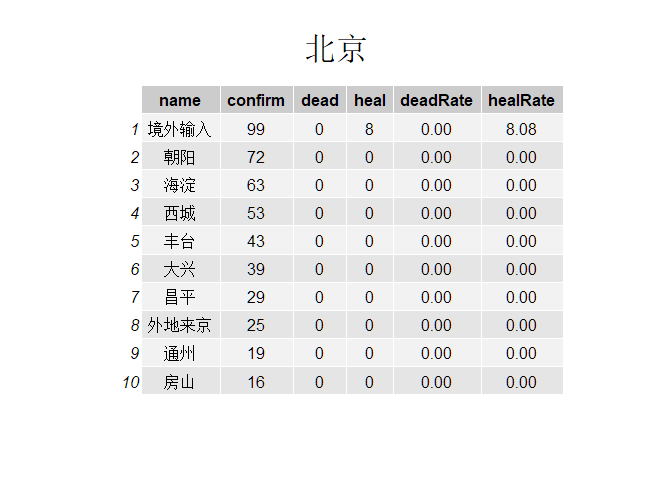 北京
name confirm dead heal deadRate healRate
1 境外输入 99 0 8 0.00 8.08
2 朝阳 72 0 0 0.00 0.00
3 海淀 63 0 0 0.00 0.00
4 西城 53 0 0 0.00 0.00
5 丰台 43 0 0 0.00 0.00
6 大兴 39 0 0 0.00 0.00
7 昌平 29 0 0 0.00 0.00
8 外地来京 25 0 0 0.00 0.00
9 通州 19 0 0 0.00 0.00
10 房山 16 0 0 0.00 0.00